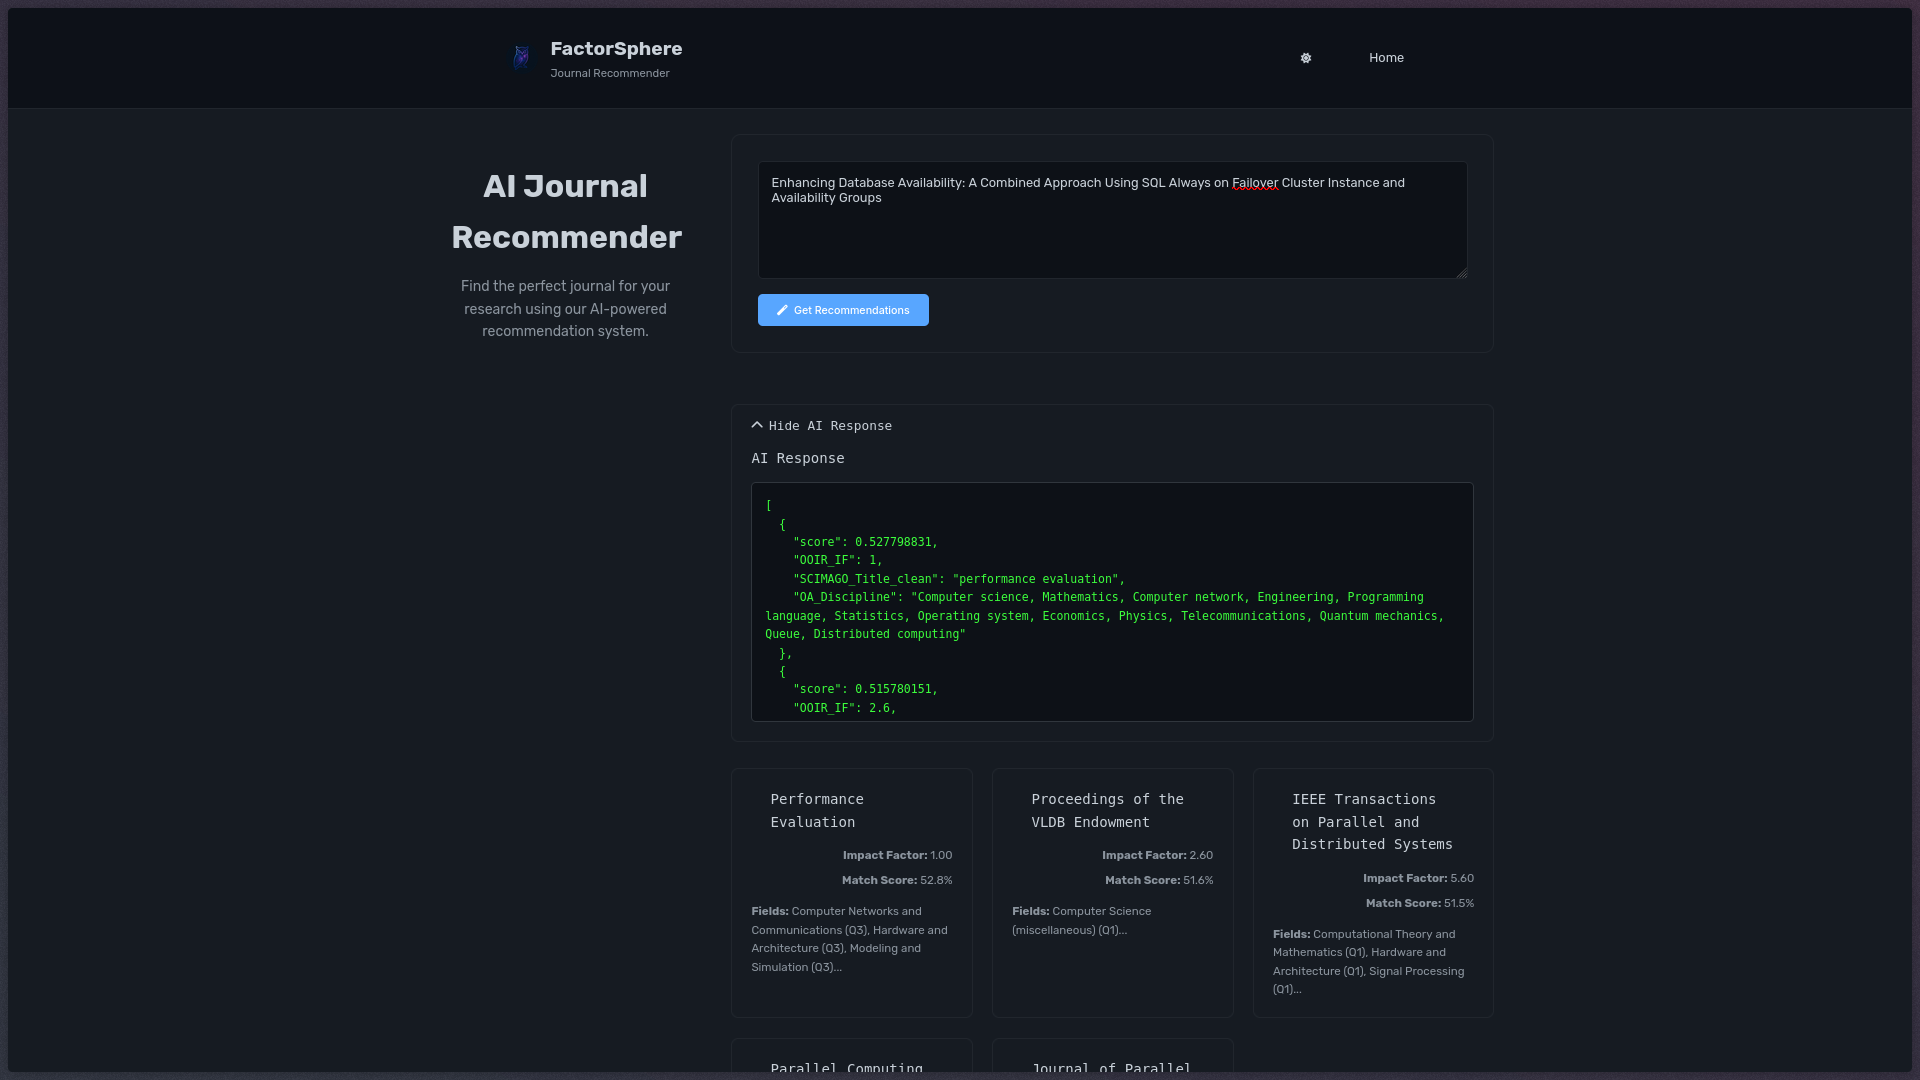 FactorSphere
Journal Recommender
Home
AI Journal
Recommender
Find the perfect journal for your
research using our AI-powered
recommendation system.
Enhancing Database Availability: A Combined Approach Using SQL Always on Failover Cluster Instance and
Availability Groups
Get Recommendations
Hide AI Response
AI Response
[
{
"score": 0.527798831,
"OOIR_IF": 1,
"SCIMAGO_Title_clean": "performance evaluation",
"OA_Discipline": "Computer science, Mathematics, Computer network, Engineering, Programming
language, Statistics, Operating system, Economics, Physics, Telecommunications, Quantum mechanics,
Queue, Distributed computing"
},
{
"score": 0.515780151,
"OOIR_IF": 2.6,
Performance
Evaluation
Impact Factor: 1.00
Match Score: 52.8%
Fields: Computer Networks and
Communications (Q3), Hardware and
Architecture (Q3), Modeling and
Simulation (Q3)...
Proceedings of the
VLDB Endowment
Impact Factor: 2.60
Match Score: 51.6%
Fields: Computer Science
(miscellaneous) (Q1)...
IEEE Transactions
on Parallel and
Distributed Systems
Impact Factor: 5.60
Match Score: 51.5%
Fields: Computational Theory and
Mathematics (Q1), Hardware and
Architecture (Q1), Signal Processing
(Q1)...
Parallel Computing
Journal of Parallel